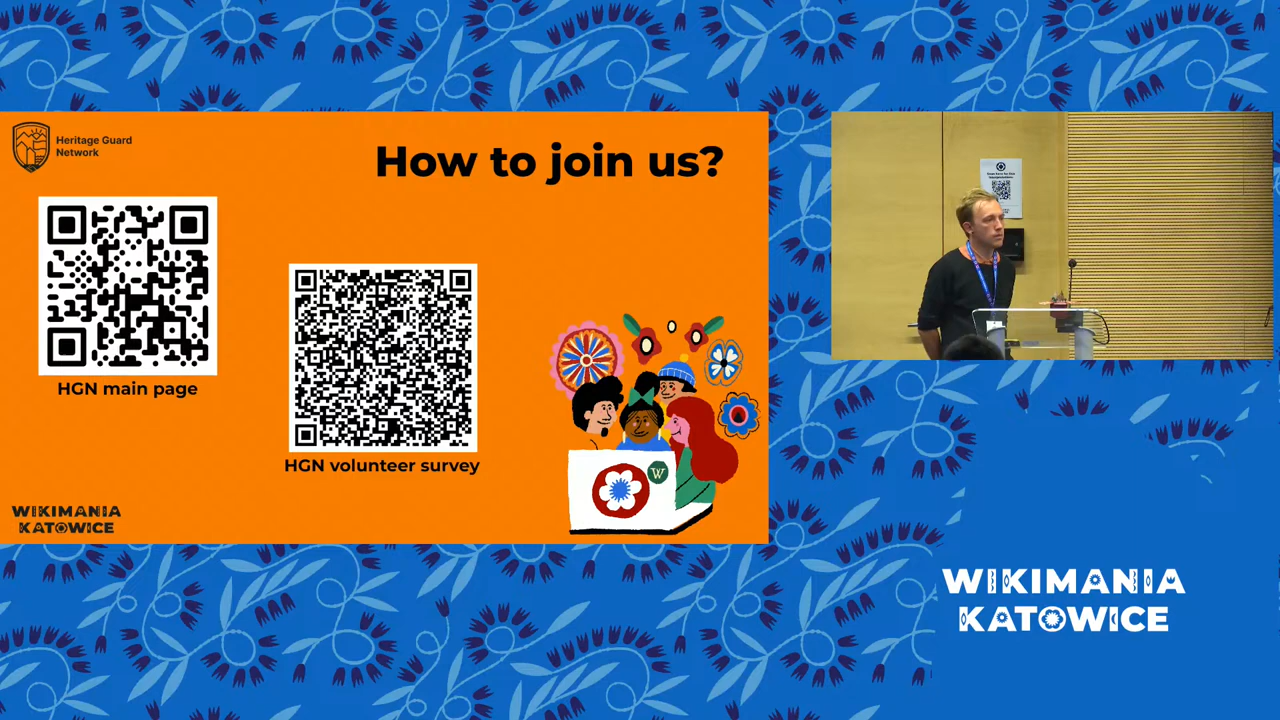 Heritage Guard
Network
How to join us?
HGN main page
HGN volunteer survey
W
WIKIMANIA
KATOWICE
WIKIMANIA
KATOWICE